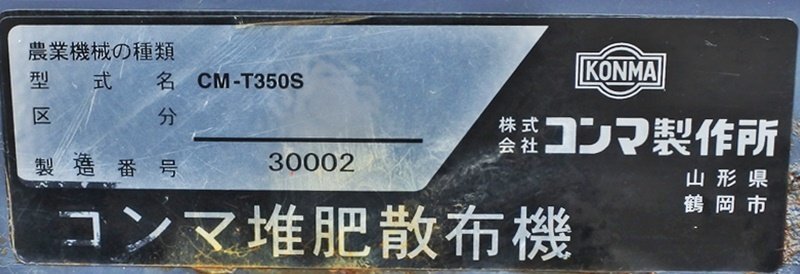 農業機械の種類
型式名 CM-T350S
区分
製造番号 30002
KONMA
株式会社 コンマ製作所
山形県
鶴岡市
コンマ堆肥散布機